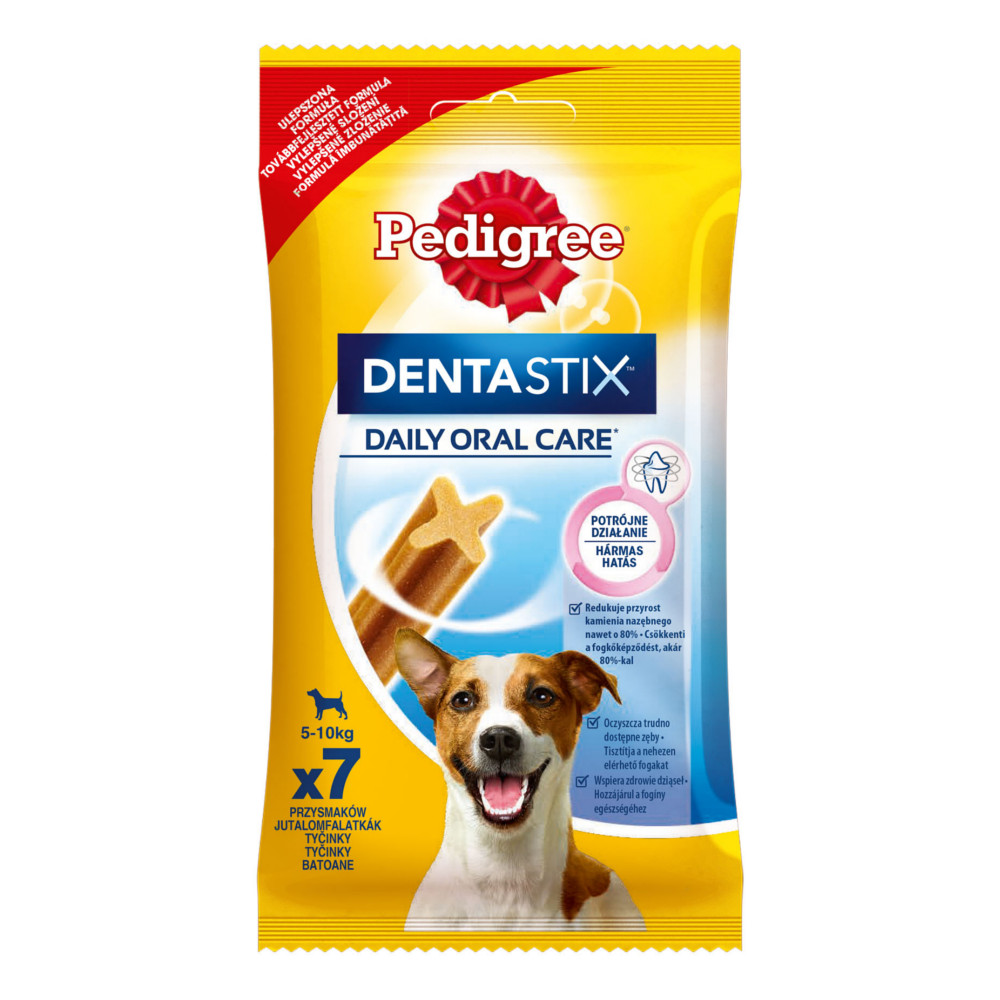 ULEPSZONA
FORMUŁA
TOVÁBBFEJLESZTETT FORMULA
VYLEPŠENÉ SLOŽENÍ
VYLEPŠENÉ ZLOŽENIE
FORMULĂ ÎMBUNĂTĂȚITĂ
Pedigree®
DENTASTIX™
DAILY ORAL CARE*
POTRÓJNE
DZIAŁANIE
HÁRMAS
HATÁS
Redukuje przyrost
kamienia nazębnego
nawet o 80% • Csökkenti
a fogkőképződést, akár
80%-kal
Oczyszcza trudno
dostępne zęby •
Tisztítja a nehezen
elérhető fogakat
Wspiera zdrowie dziąseł •
Hozzájárul a fogíny
egészségéhez
5-10kg
x7
PRZYSMAKÓW
JUTALOMFALATKÁK
TYČINKY
TYČINKY
BATOANE